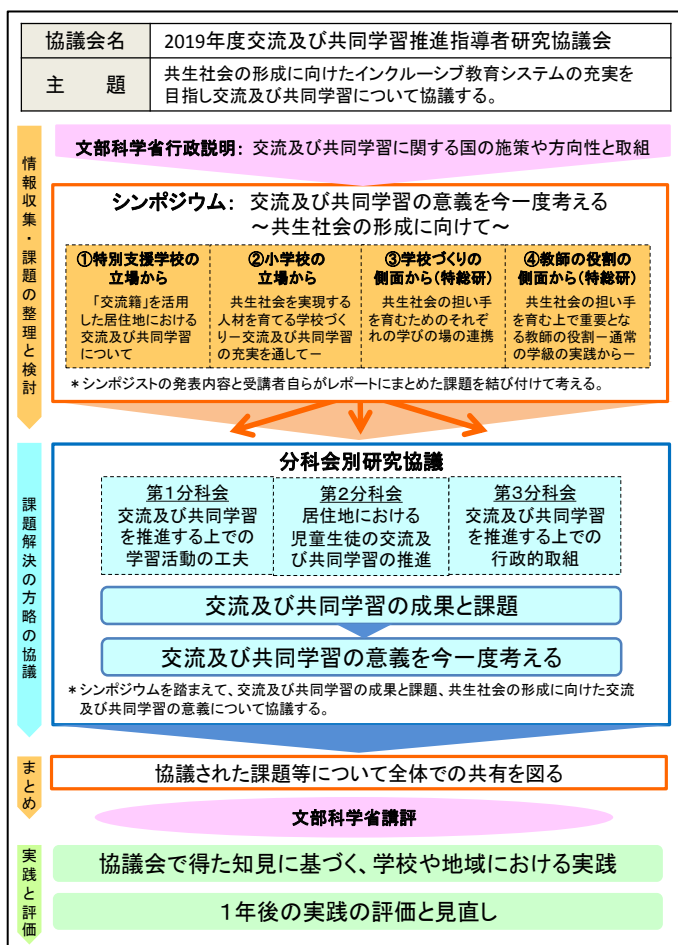 協議会名
2019年度交流及び共同学習推進指導者研究協議会
主　題
共生社会の形成に向けたインクルーシブ教育システムの充実を
目指し交流及び共同学習について協議する。
情報収集・課題の整理と検討
文部科学省行政説明： 交流及び共同学習に関する国の施策や方向性と取組
シンポジウム： 交流及び共同学習の意義を今一度考える
～共生社会の形成に向けて～
①特別支援学校の
立場から
「交流籍」を活用
した居住地における
交流及び共同学習
について
②小学校の
立場から
共生社会を実現する
人材を育てる学校づく
り－交流及び共同学習
の充実を通して－
③学校づくりの
側面から（特総研）
共生社会の担い手
を育むためのそれぞ
れの学びの場の連携
④教師の役割の
側面から（特総研）
共生社会の担い手
を育む上で重要とな
る教師の役割－通常
の学級の実践から－
＊シンポジストの発表内容と受講者自らがレポートにまとめた課題を結び付けて考える。
課題解決の方略の協議
分科会別研究協議
第１分科会
交流及び共同学習
を推進する上での
学習活動の工夫
第２分科会
居住地における
児童生徒の交流及
び共同学習の推進
第３分科会
交流及び共同学習
を推進する上での
行政的取組
交流及び共同学習の成果と課題
交流及び共同学習の意義を今一度考える
＊シンポジウムを踏まえて、交流及び共同学習の成果と課題、共生社会の形成に向けた交流
及び共同学習の意義について協議する。
まとめ
協議された課題等について全体での共有を図る
文部科学省講評
実践と評価
協議会で得た知見に基づく、学校や地域における実践
１年後の実践の評価と見直し